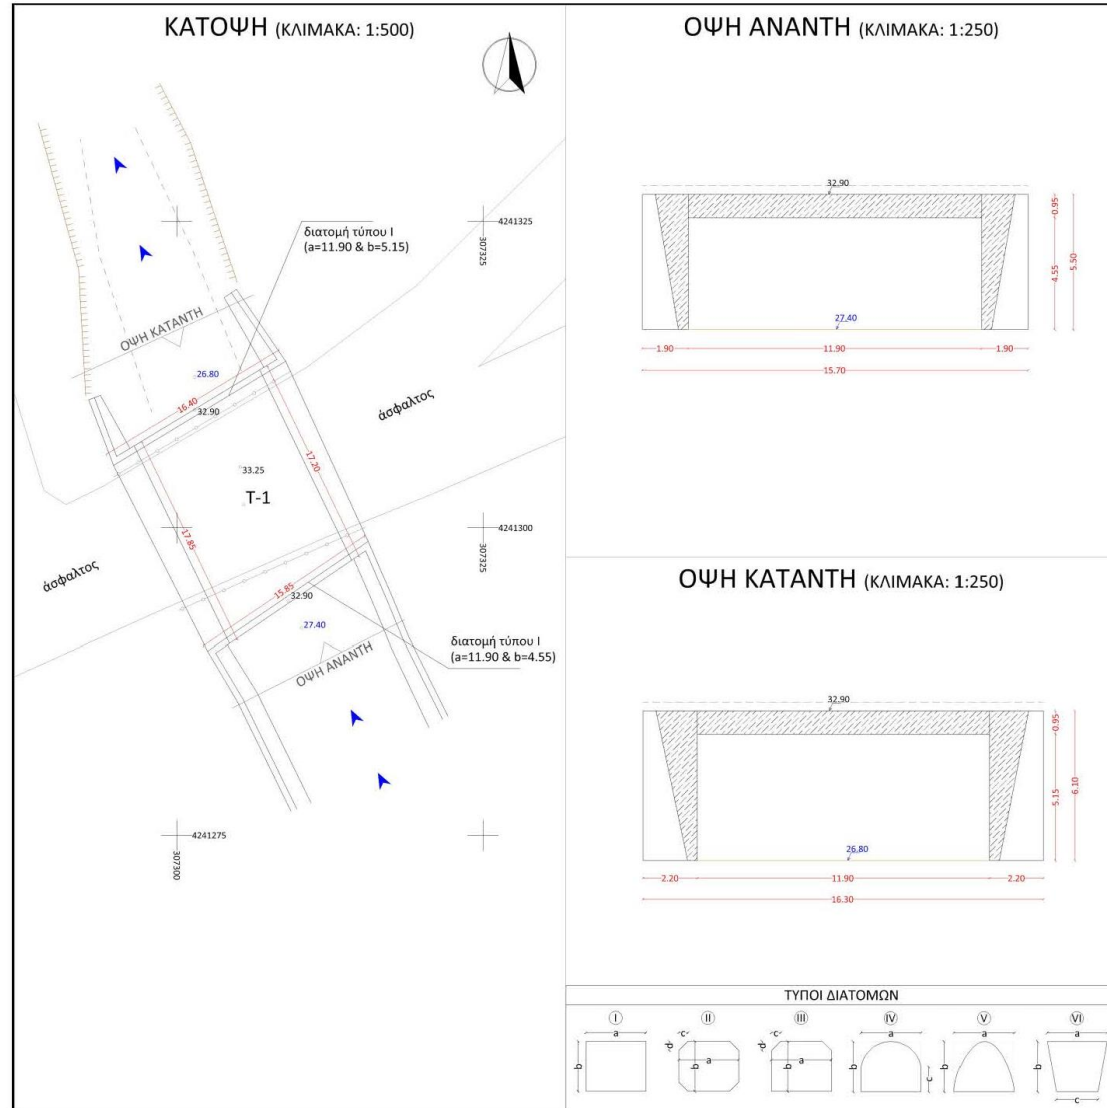 ΚΑΤΟΨΗ (ΚΛΙΜΑΚΑ: 1:500)
4241325
307325
διατομή τύπου Ι
(a=11.90 & b=5.15)
ΟΨΗ ΚΑΤΑΝΤΗ
26.80
16.40
32.90
άσφαλτος
17.20
33.25
Τ-1
17.85
4241300
307325
άσφαλτος
15.85
32.90
27.40
διατομή τύπου Ι
(a=11.90 & b=4.55)
ΟΨΗ ΑΝΑΝΤΗ
4241275
307300
ΟΨΗ ΑΝΑΝΤΗ (ΚΛΙΜΑΚΑ: 1:250)
32.90
0.95
4.55
5.50
27.40
1.90 11.90 1.90
15.70
ΟΨΗ ΚΑΤΑΝΤΗ (ΚΛΙΜΑΚΑ: 1:250)
32.90
0.95
5.15
6.10
26.80
2.20 11.90 2.20
16.30
ΤΥΠΟΙ ΔΙΑΤΟΜΩΝ
I II III IV V VI
a c c a a a
d d
b b a b a b c b b
c